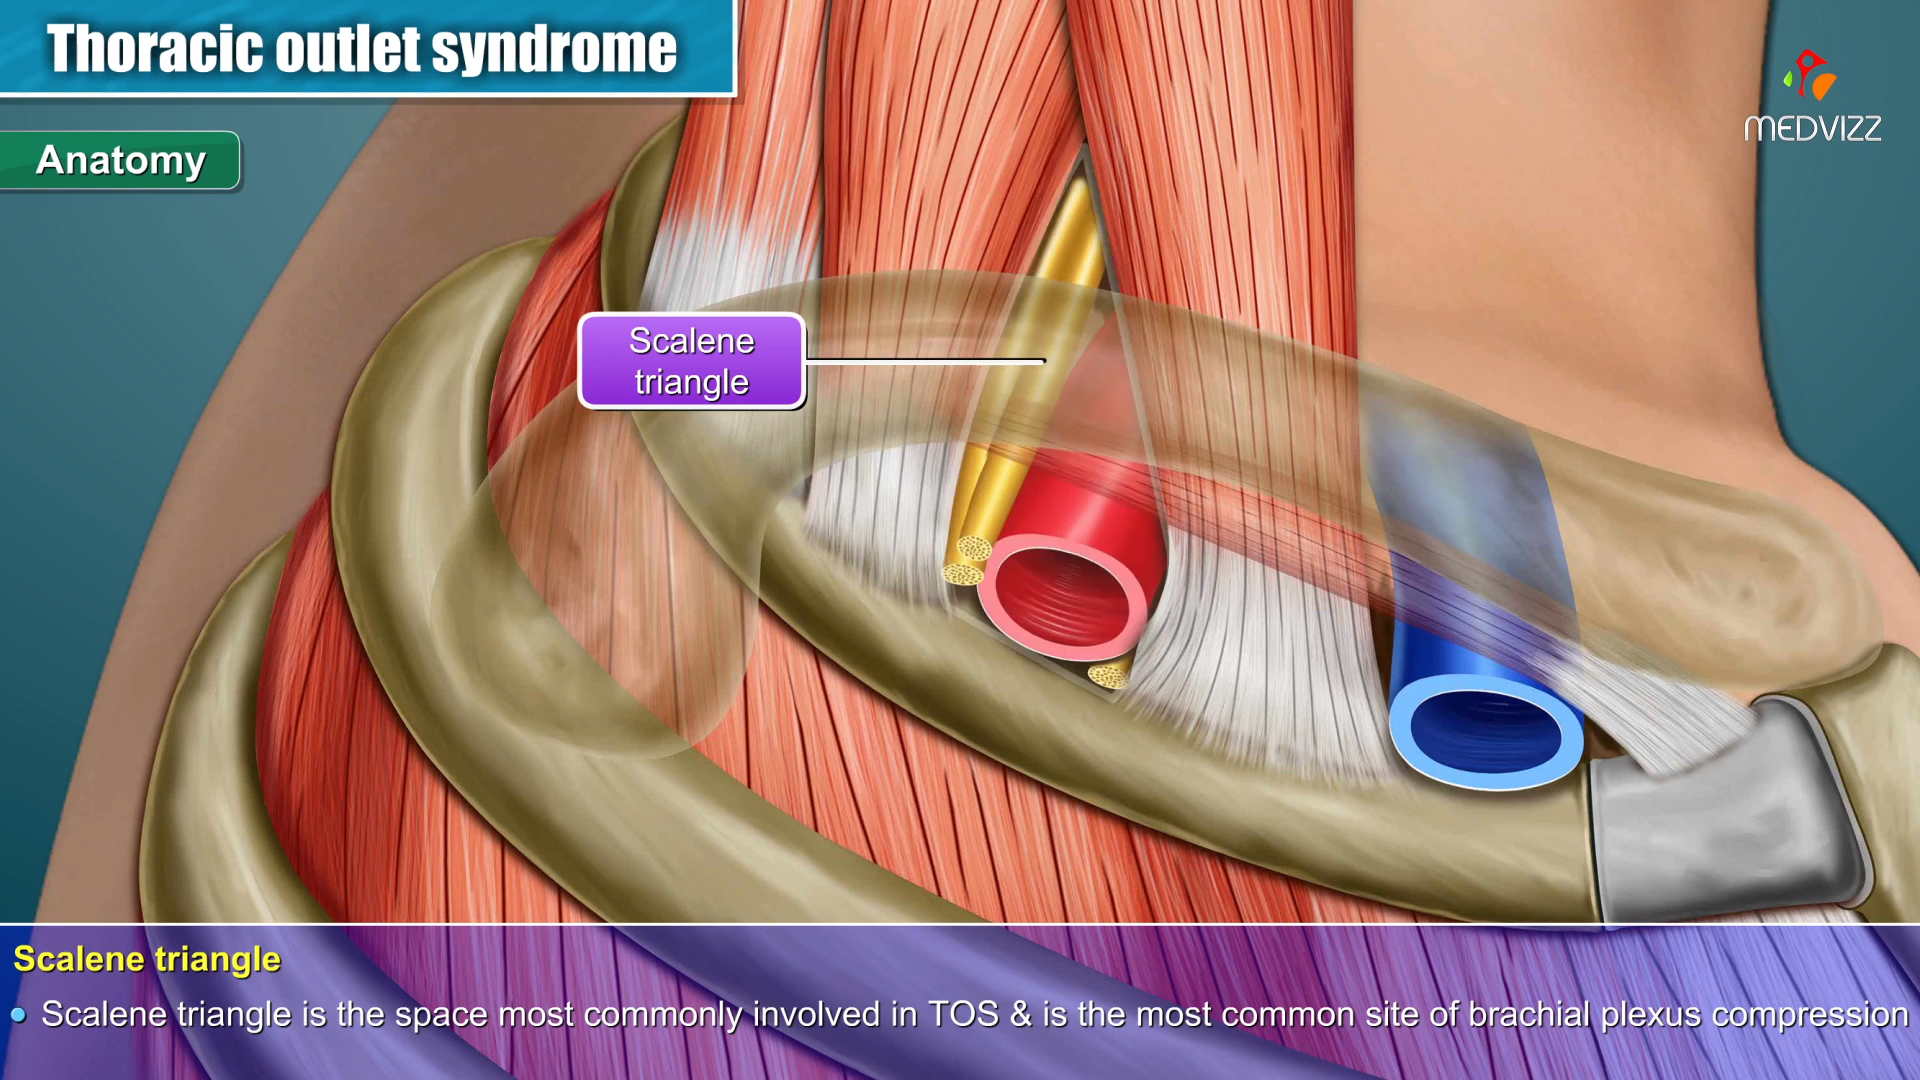 Thoracic outlet syndrome
MEDVIZZ
Anatomy
Scalene
triangle
Scalene triangle
• Scalene triangle is the space most commonly involved in TOS & is the most common site of brachial plexus compression